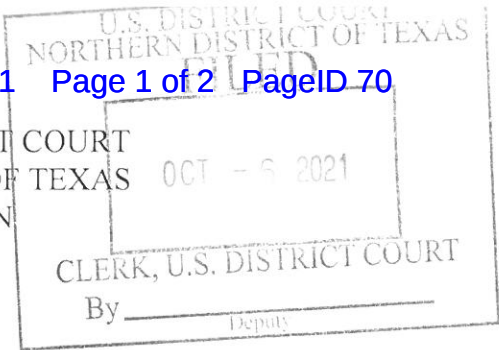 U.S. DISTRICT COURT
NORTHERN DISTRICT OF TEXAS
FILED
1 Page 1 of 2 PageID 70
T COURT
OF TEXAS
N
OCT - 6 2021
CLERK, U.S. DISTRICT COURT
By
Deputy